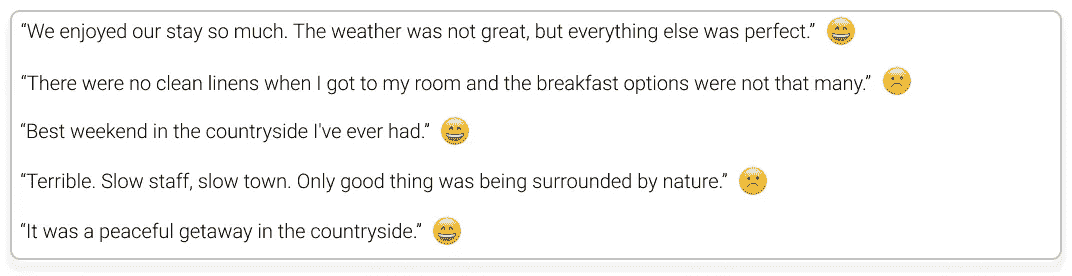 “We enjoyed our stay so much. The weather was not great, but everything else was perfect.”
“There were no clean linens when I got to my room and the breakfast options were not that many.”
“Best weekend in the countryside I've ever had.”
“Terrible. Slow staff, slow town. Only good thing was being surrounded by nature.”
“It was a peaceful getaway in the countryside.”